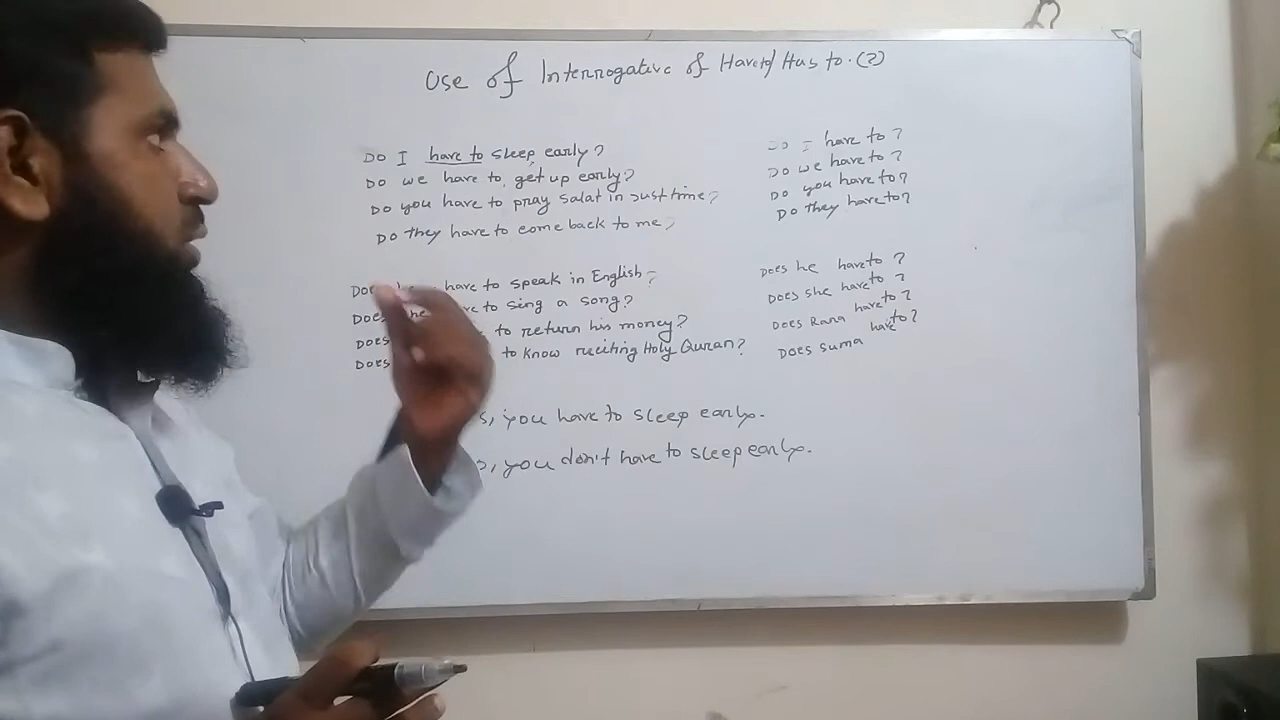 Use of Interrogative of Have to/ Has to. (?)
Do I have to sleep early?
Do we have to get up early?
Do you have to pray Salat in Just time?
Do they have to come back to me?
Does have to speak in English?
Does to sing a song?
Does to return his money?
Does to know reciting Holy Quran?
Do I have to ?
Do we have to ?
Do you have to?
Do they have to?
Does he have to ?
Does she have to ?
Does Rana have to ?
Does suma have to?
you have to sleep early.
you don't have to sleep early.